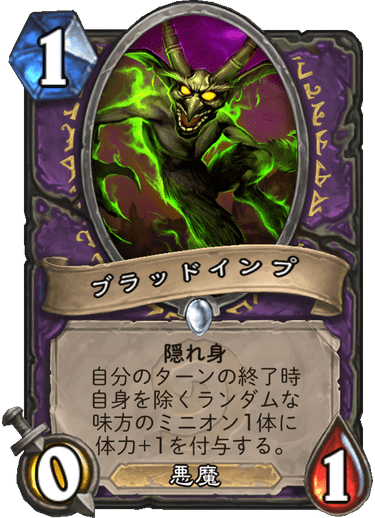 1
ブラッドインプ
隠れ身
自分のターンの終了時
自身を除くランダムな
味方のミニオン1体に
体力+1を付与する。
0
悪魔
1